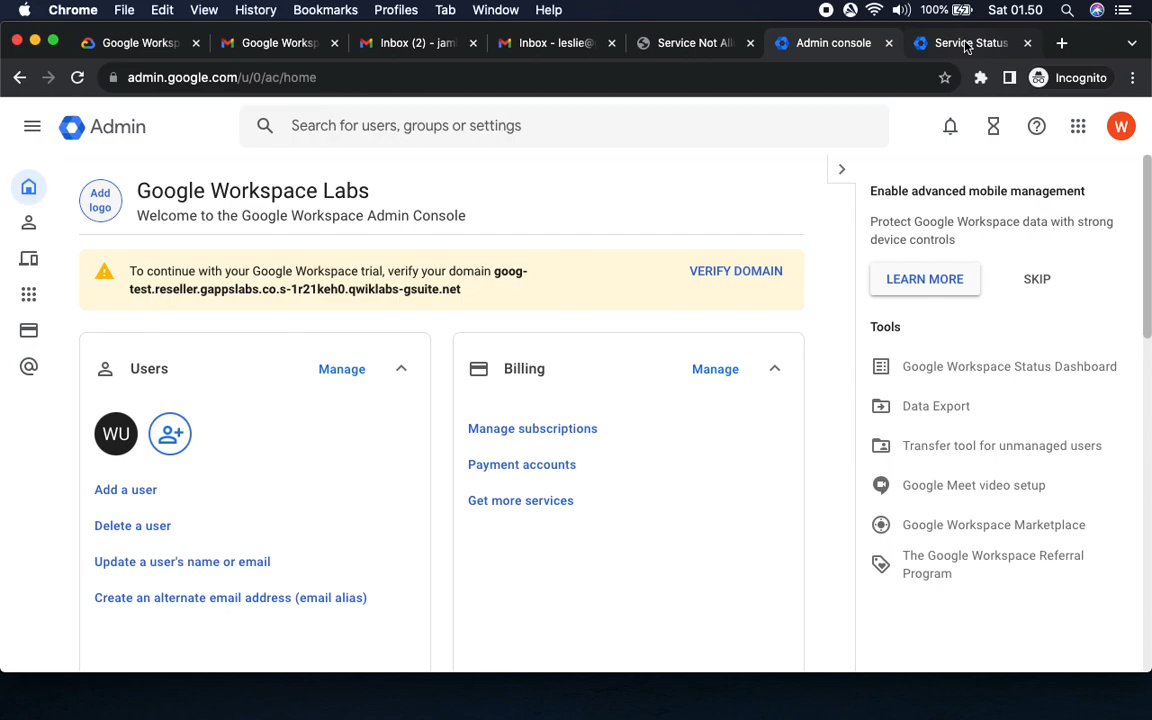 Chrome File Edit View History Bookmarks Profiles Tab Window Help 100% Sat 01.50
Google Worksp Google Worksp Inbox (2) - jam Inbox - leslie@ Service Not All Admin console Service Status
admin.google.com/u/0/ac/home Incognito
Admin Search for users, groups or settings W
Add
logo
Google Workspace Labs
Welcome to the Google Workspace Admin Console
To continue with your Google Workspace trial, verify your domain goog-
test.reseller.gappslabs.co.s-1r21keh0.qwiklabs-gsuite.net
VERIFY DOMAIN
Users Manage
WU
Add a user
Delete a user
Update a user's name or email
Create an alternate email address (email alias)
Billing Manage
Manage subscriptions
Payment accounts
Get more services
Enable advanced mobile management
Protect Google Workspace data with strong
device controls
LEARN MORE SKIP
Tools
Google Workspace Status Dashboard
Data Export
Transfer tool for unmanaged users
Google Meet video setup
Google Workspace Marketplace
The Google Workspace Referral
Program